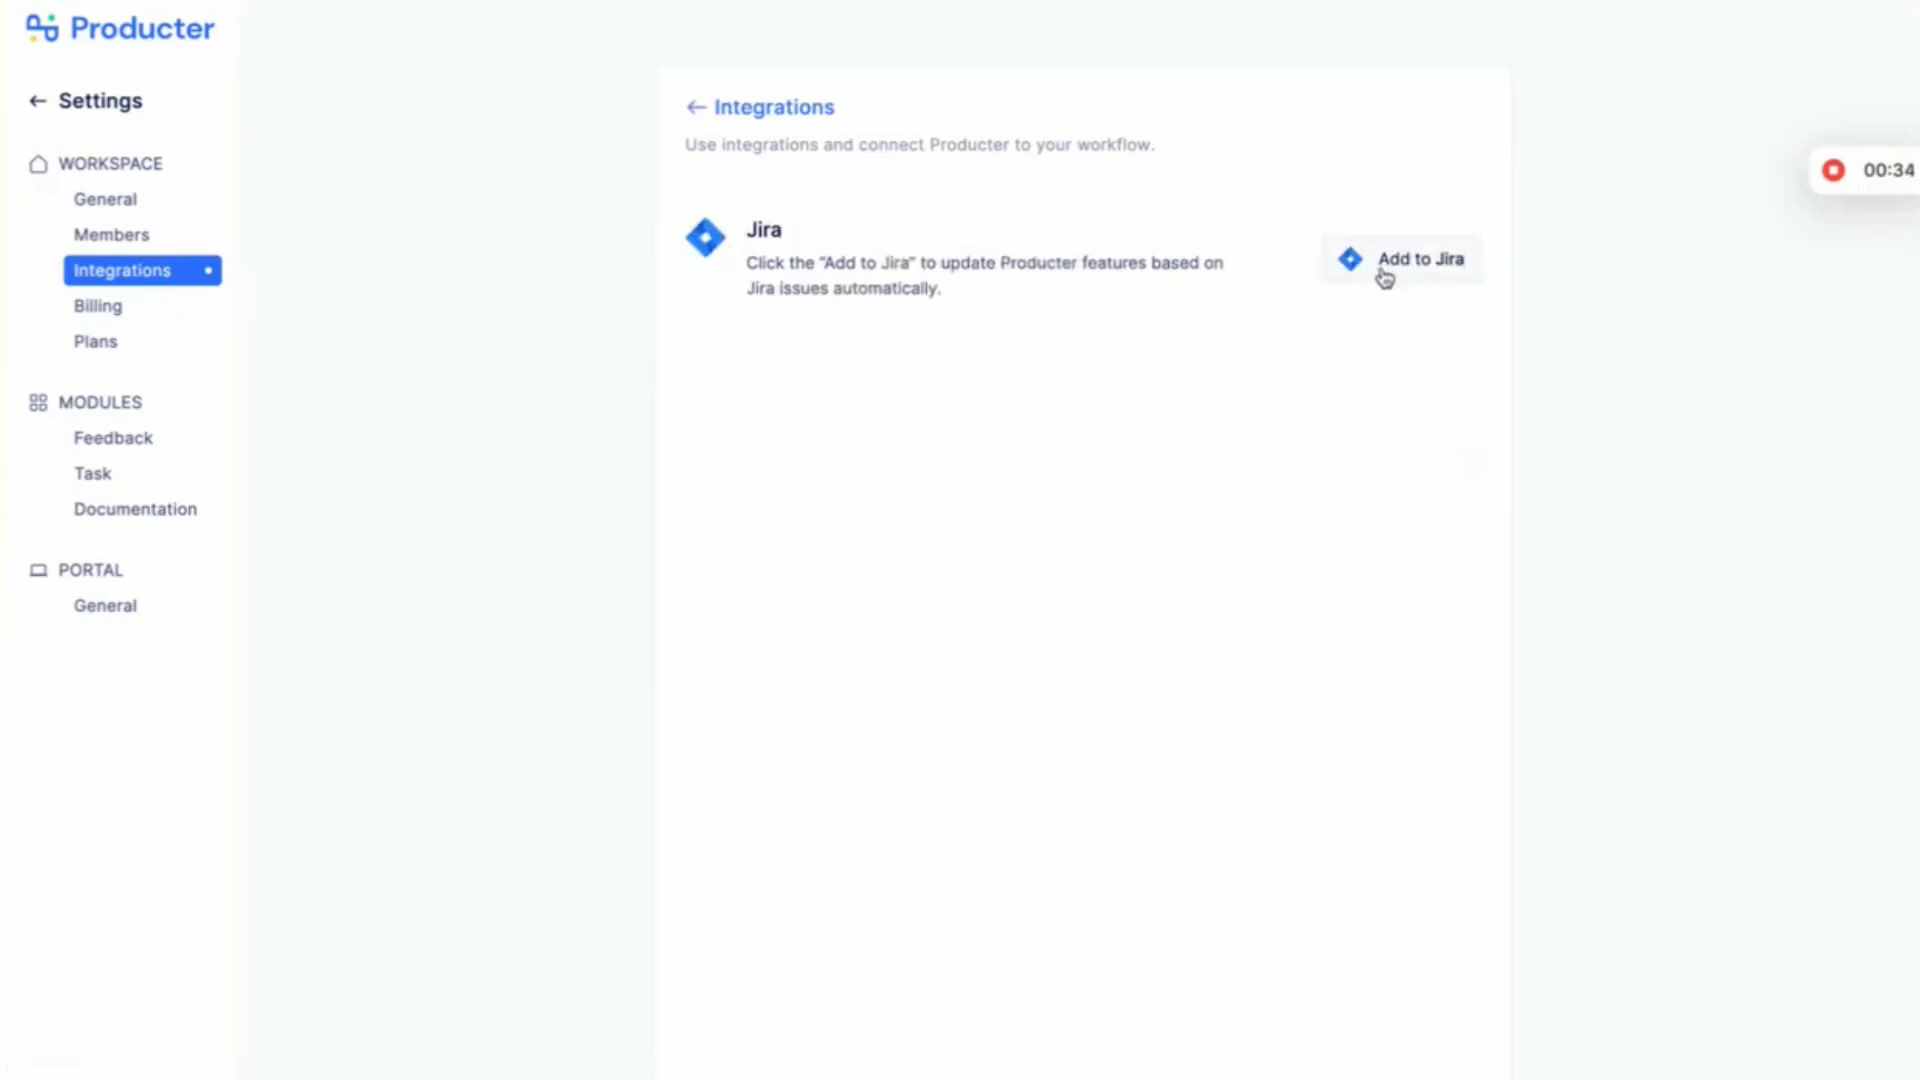 Producter
Settings
WORKSPACE
General
Members
Integrations
Billing
Plans
MODULES
Feedback
Task
Documentation
PORTAL
General
Integrations
Use integrations and connect Producter to your workflow.
Jira
Click the "Add to Jira" to update Producter features based on
Jira issues automatically.
Add to Jira
00:34